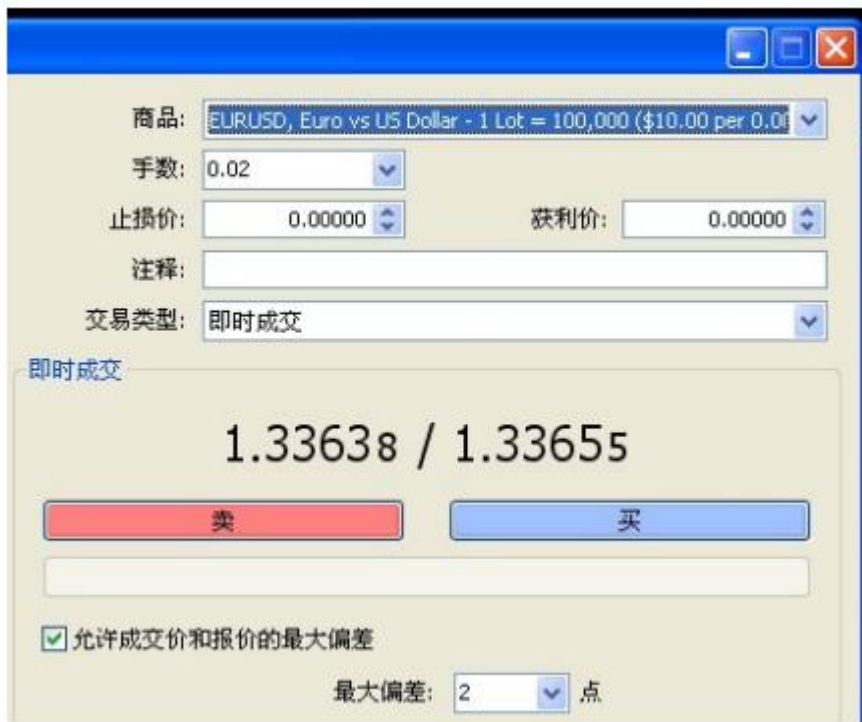 商品: EURUSD, Euro vs US Dollar - 1 Lot = 100,000 ($10.00 per 0.00
手数: 0.02
止损价: 0.00000 获利价: 0.00000
注释:
交易类型: 即时成交
即时成交
1.33638 / 1.33655
卖 买
允许成交价和报价的最大偏差
最大偏差: 2 点